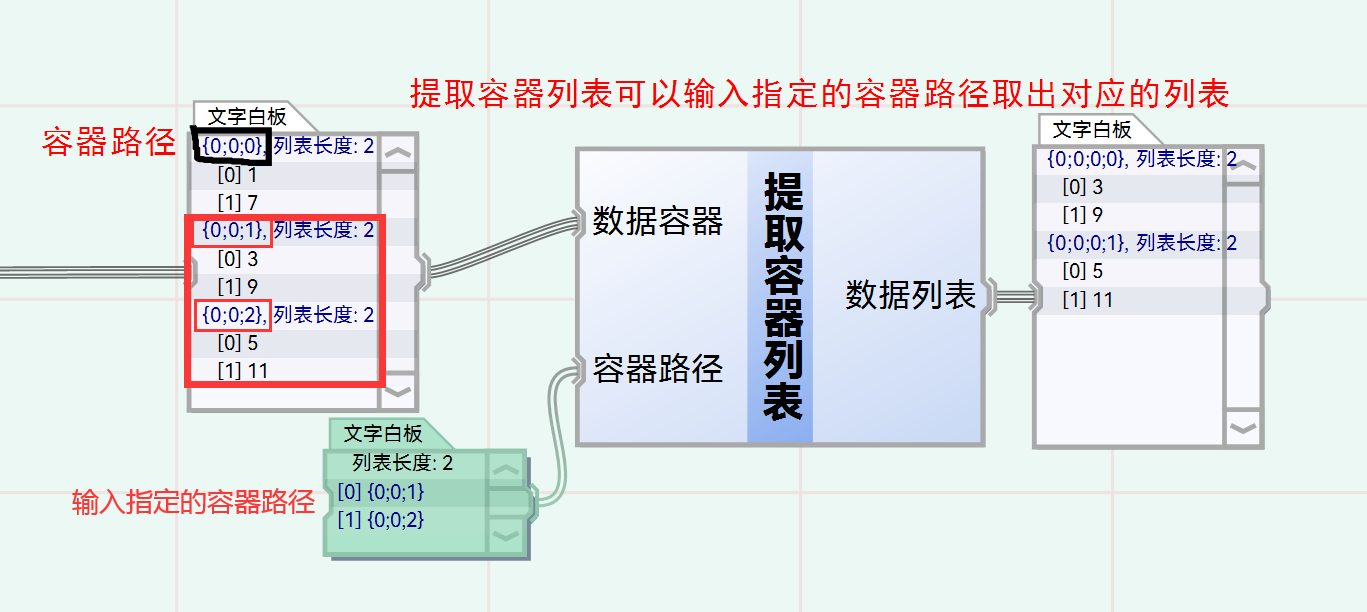 提取容器列表可以输入指定的容器路径取出对应的列表
容器路径
文字白板
{0;0;0}, 列表长度: 2
[0] 1
[1] 7
{0;0;1}, 列表长度: 2
[0] 3
[1] 9
{0;0;2}, 列表长度: 2
[0] 5
[1] 11
数据容器
容器路径
提取容器列表
数据列表
文字白板
{0;0;0;0}, 列表长度: 2
[0] 3
[1] 9
{0;0;0;1}, 列表长度: 2
[0] 5
[1] 11
输入指定的容器路径
文字白板
列表长度: 2
[0] {0;0;1}
[1] {0;0;2}